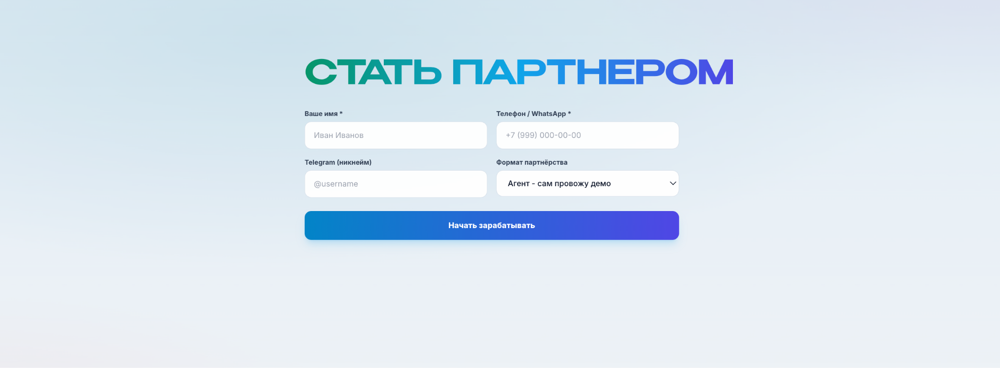 СТАТЬ ПАРТНЕРОМ
Ваше имя *
Телефон / WhatsApp *
Иван Иванов
+7 (999) 000-00-00
Telegram (никнейм)
Формат партнёрства
@username
Агент - сам провожу демо
Начать зарабатывать